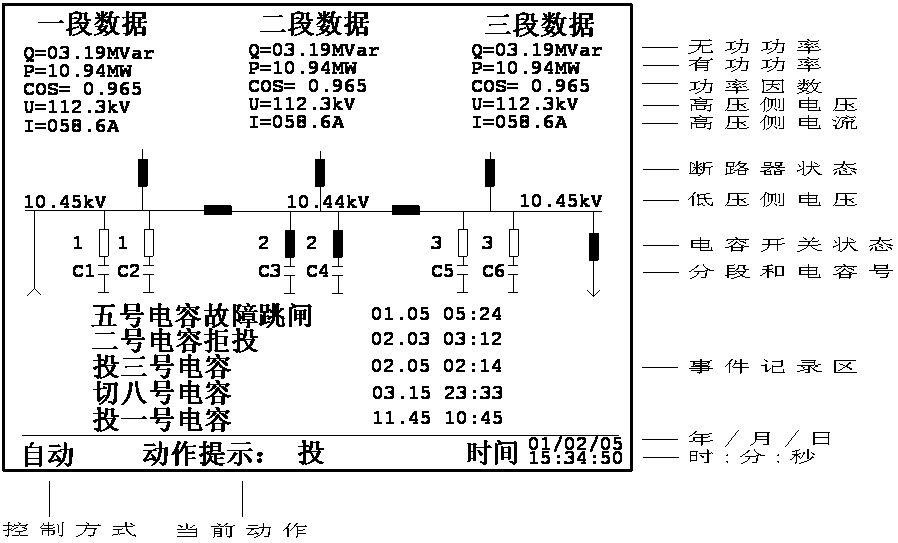 一段数据 二段数据 三段数据
Q=03.19MVar Q=03.19MVar Q=03.19MVar 无功功率
P=10.94MW P=10.94MW P=10.94MW 有功功率
COS= 0.965 COS= 0.965 COS= 0.965 功率因数
U=112.3kV U=112.3kV U=112.3kV 高压侧电压
I=058.6A I=058.6A I=058.6A 高压侧电流
断路器状态
10.45kV 10.44kV 10.45kV 低压侧电压
1 1 2 2 3 3 电容开关状态
C1 C2 C3 C4 C5 C6 分段和电容号
五号电容故障跳闸 01.05 05:24
二号电容拒投 02.03 03:12
投三号电容 02.05 02:14 事件记录区
切八号电容 03.15 23:33
投一号电容 11.45 10:45
自动 动作提示: 投 时间 01/02/05 年/月/日
15:34:50 时:分:秒
控制方式 当前动作